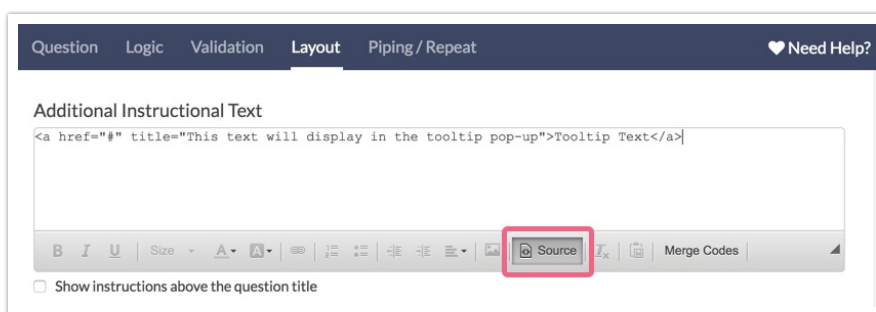 Question Logic Validation Layout Piping / Repeat Need Help?
Additional Instructional Text
<a href="#" title="This text will display in the tooltip pop-up">Tooltip Text</a>
B I U Size A A Source Tx Merge Codes
Show instructions above the question title